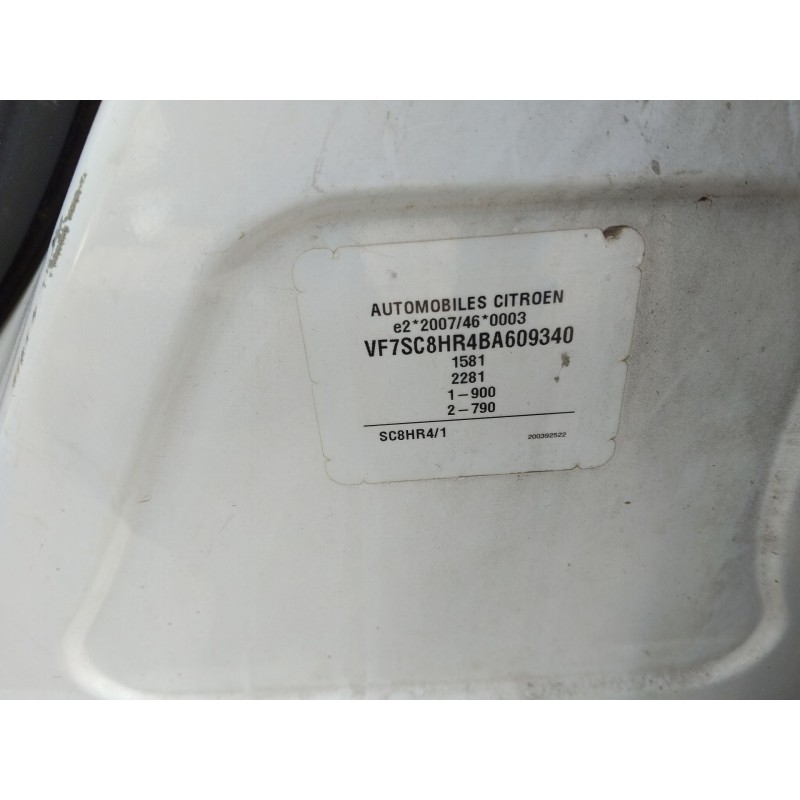 AUTOMOBILES CITROEN
e2*2007/46*0003
VF7SC8HR4BA609340
1581
2281
1-900
2-790
SC8HR4/1 200392522